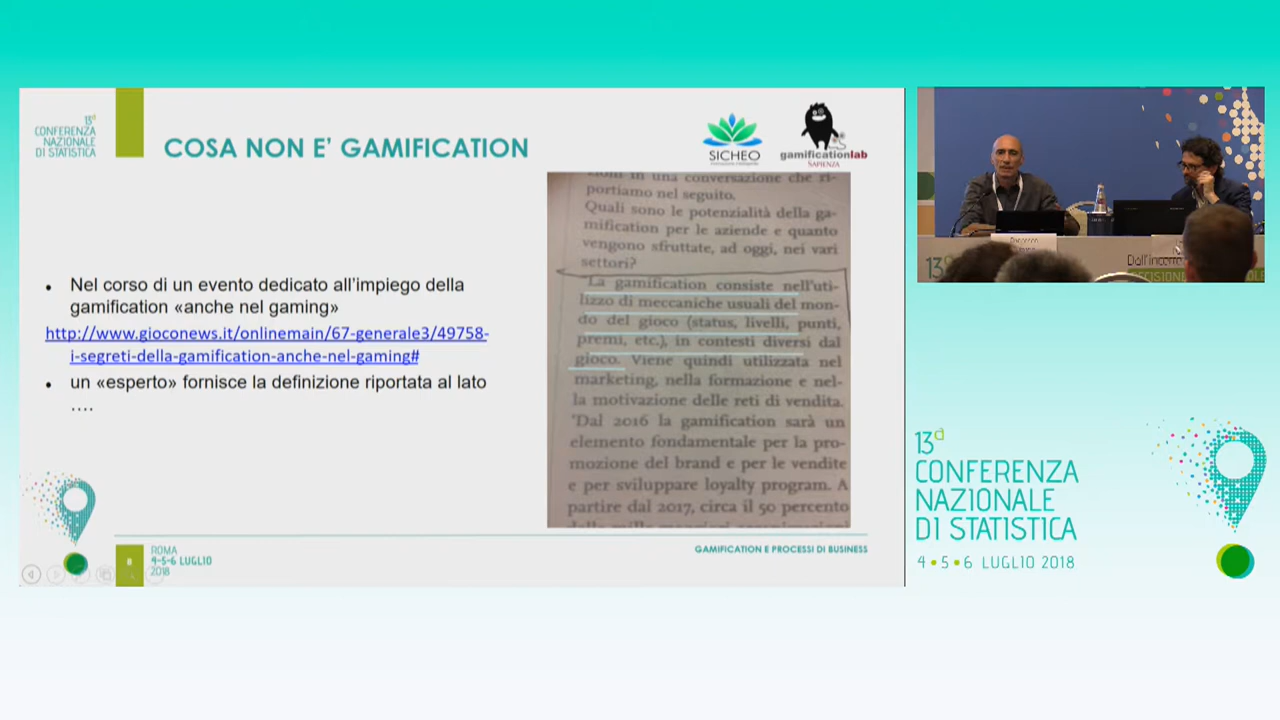 13ª
CONFERENZA
NAZIONALE
DI STATISTICA
COSA NON E' GAMIFICATION
SICHEO
gamificationlab
SAPIENZA
Nel corso di un evento dedicato all'impiego della
gamification «anche nel gaming»
http://www.gioconews.it/onlinemain/67-generale3/49758-
i-segreti-della-gamification-anche-nel-gaming#
un «esperto» fornisce la definizione riportata al lato
....
in una conversazione che ri-
portiamo nel seguito.
Quali sono le potenzialità della ga-
mification per le aziende e quanto
vengono sfruttate, ad oggi, nei vari
settori?
"La gamification consiste nell'uti-
lizzo di meccaniche usuali del mon-
do del gioco (status, livelli, punti,
premi, etc.), in contesti diversi dal
gioco. Viene quindi utilizzata nel
marketing, nella formazione e nel-
la motivazione delle reti di vendita.
"Dal 2016 la gamification sarà un
elemento fondamentale per la pro-
mozione del brand e per le vendite
e per sviluppare loyalty program. A
partire dal 2017, circa il 50 percento
8
ROMA
4-5-6 LUGLIO
2018
GAMIFICATION E PROCESSI DI BUSINESS
13
13ª
CONFERENZA
NAZIONALE
DI STATISTICA
4•5•6 LUGLIO 2018